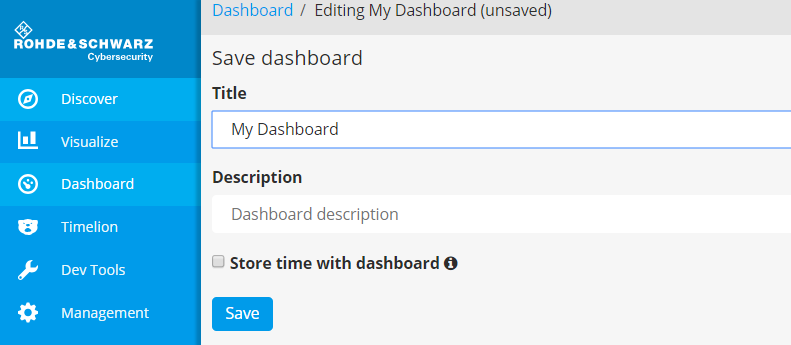 ROHDE & SCHWARZ
Cybersecurity
Discover
Visualize
Dashboard
Timelion
Dev Tools
Management
Dashboard / Editing My Dashboard (unsaved)
Save dashboard
Title
My Dashboard
Description
Dashboard description
Store time with dashboard
Save